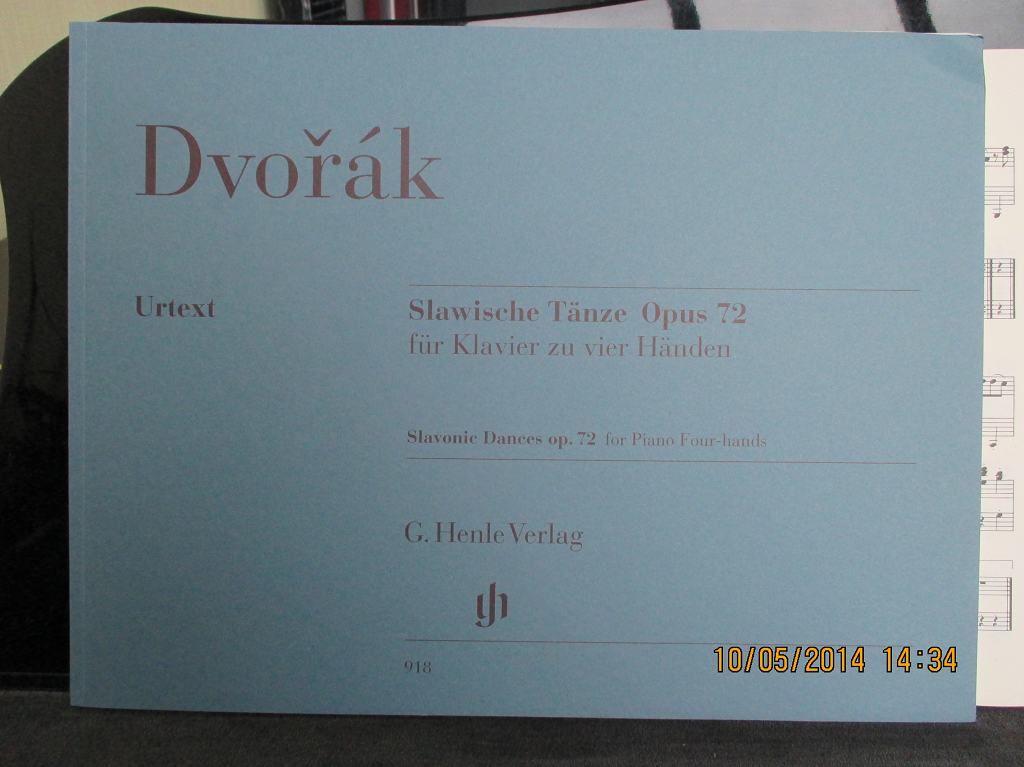 Dvořák
Urtext
Slawische Tänze Opus 72
für Klavier zu vier Händen
Slavonic Dances op. 72 for Piano Four-hands
G. Henle Verlag
918
10/05/2014 14:34